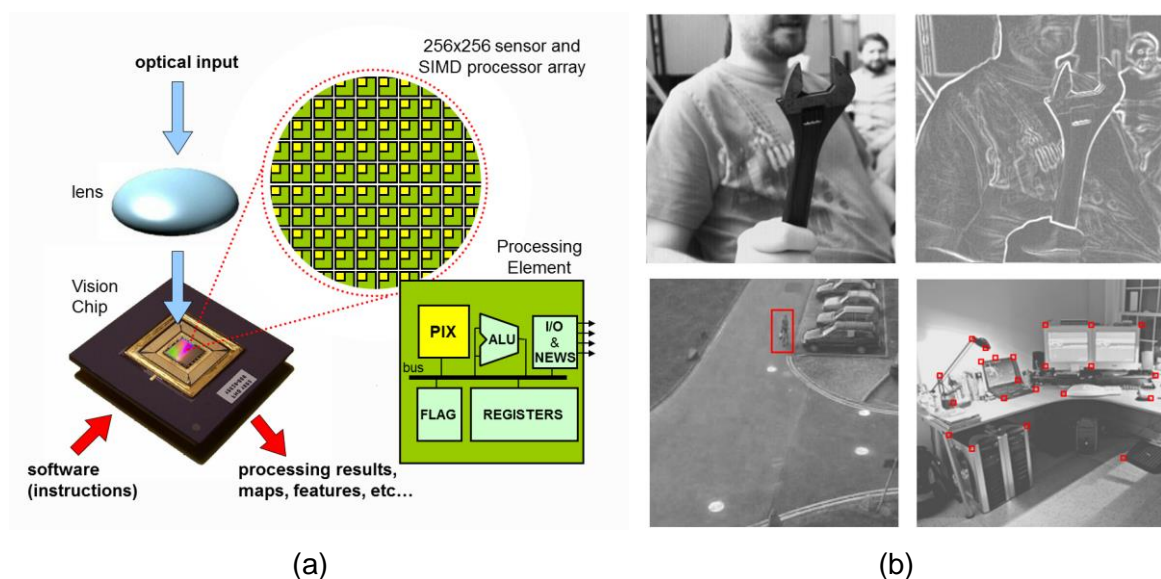 optical input
256x256 sensor and
SIMD processor array
lens
Processing
Element
Vision
Chip
PIX
ALU
I/O
&
NEWS
bus
FLAG
REGISTERS
software
(instructions)
processing results,
maps, features, etc…
(a)
(b)